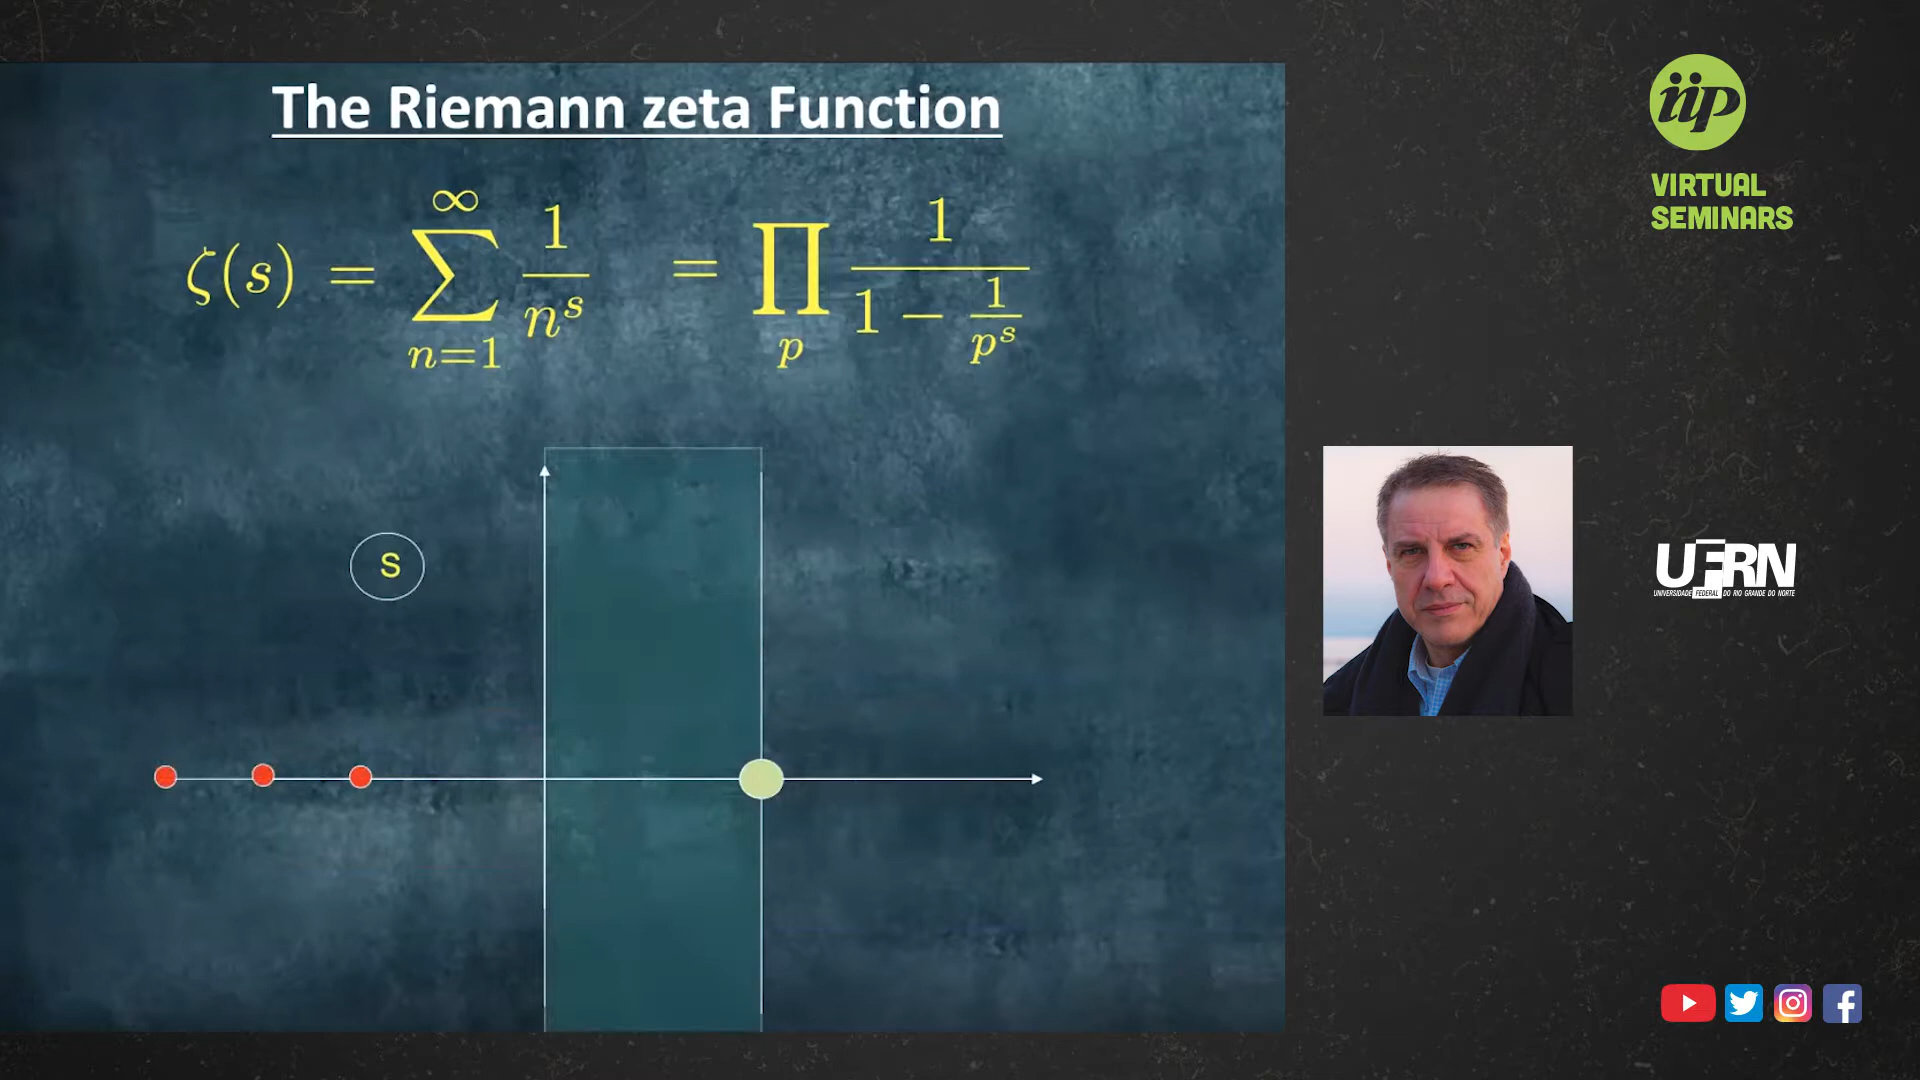 The Riemann zeta Function
ζ(s) = ∑_{n=1}^{∞} 1/n^s = ∏_p 1/(1 − 1/p^s)
S
iip
VIRTUAL
SEMINARS
UFRN
UNIVERSIDADE FEDERAL DO RIO GRANDE DO NORTE